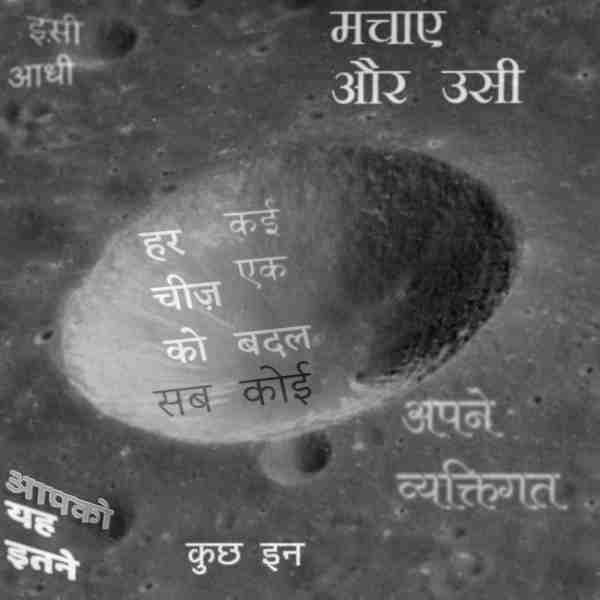 इसी
आधी
मचाए
और उसी
हर कई
चीज़ एक
को बदल
सब कोई
अपने
व्यक्तिगत
आपको
यह
इतने
कुछ इन